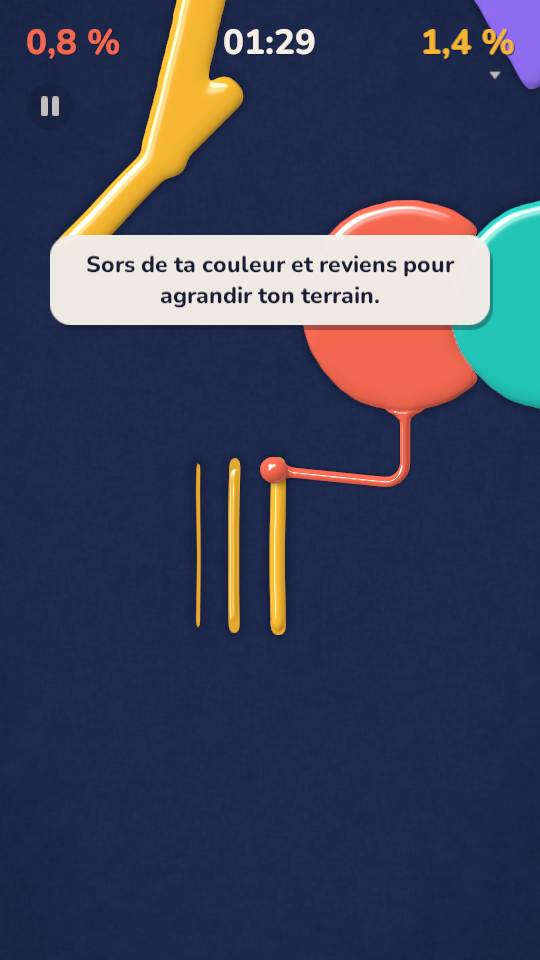 0,8 %
01:29
1,4 %
Sors de ta couleur et reviens pour
agrandir ton terrain.